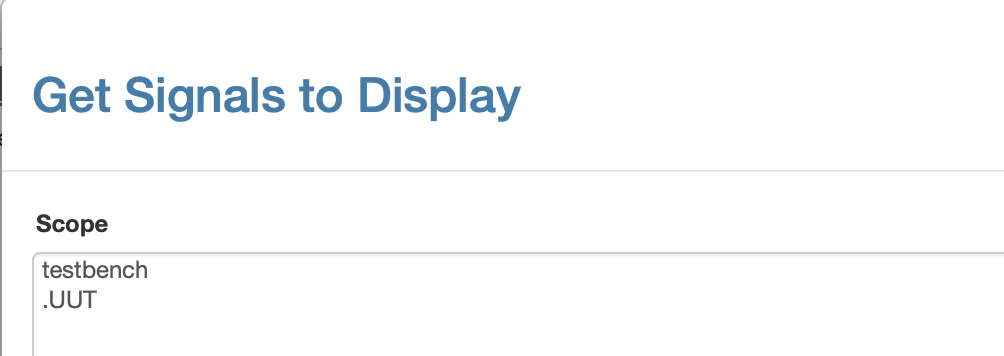 Get Signals to Display
Scope
testbench
.UUT